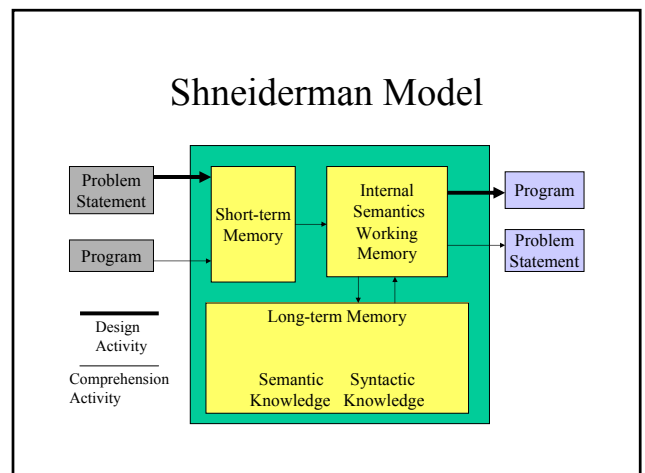 Shneiderman Model
Problem
Statement
Program
Short-term
Memory
Internal
Semantics
Working
Memory
Program
Problem
Statement
Long-term Memory
Semantic
Knowledge
Syntactic
Knowledge
Design
Activity
Comprehension
Activity